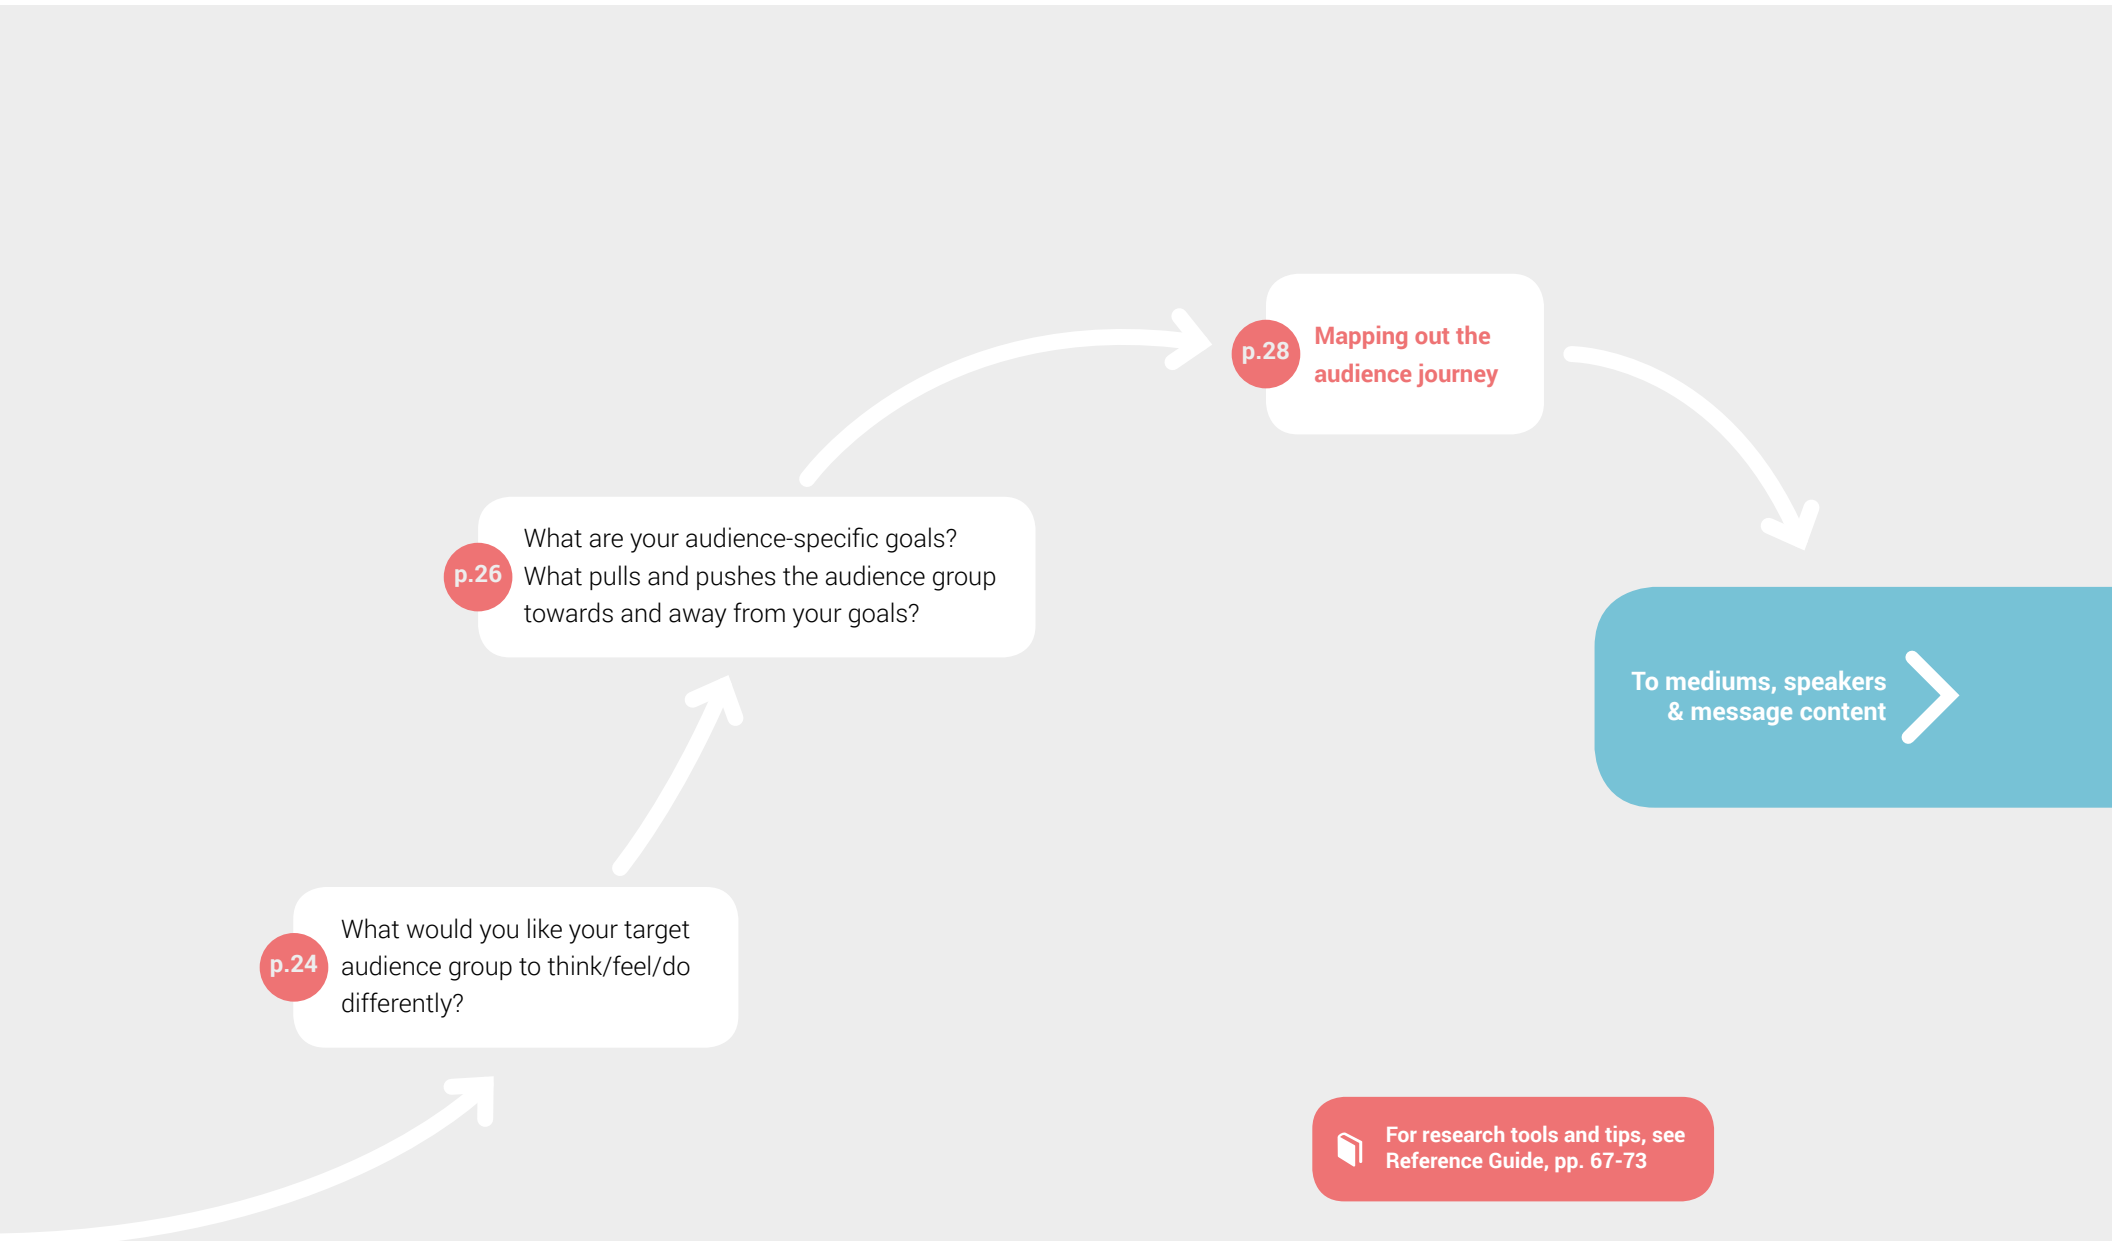 p.28
Mapping out the
audience journey
p.26
What are your audience-specific goals?
What pulls and pushes the audience group
towards and away from your goals?
To mediums, speakers
& message content
p.24
What would you like your target
audience group to think/feel/do
differently?
For research tools and tips, see
Reference Guide, pp. 67-73